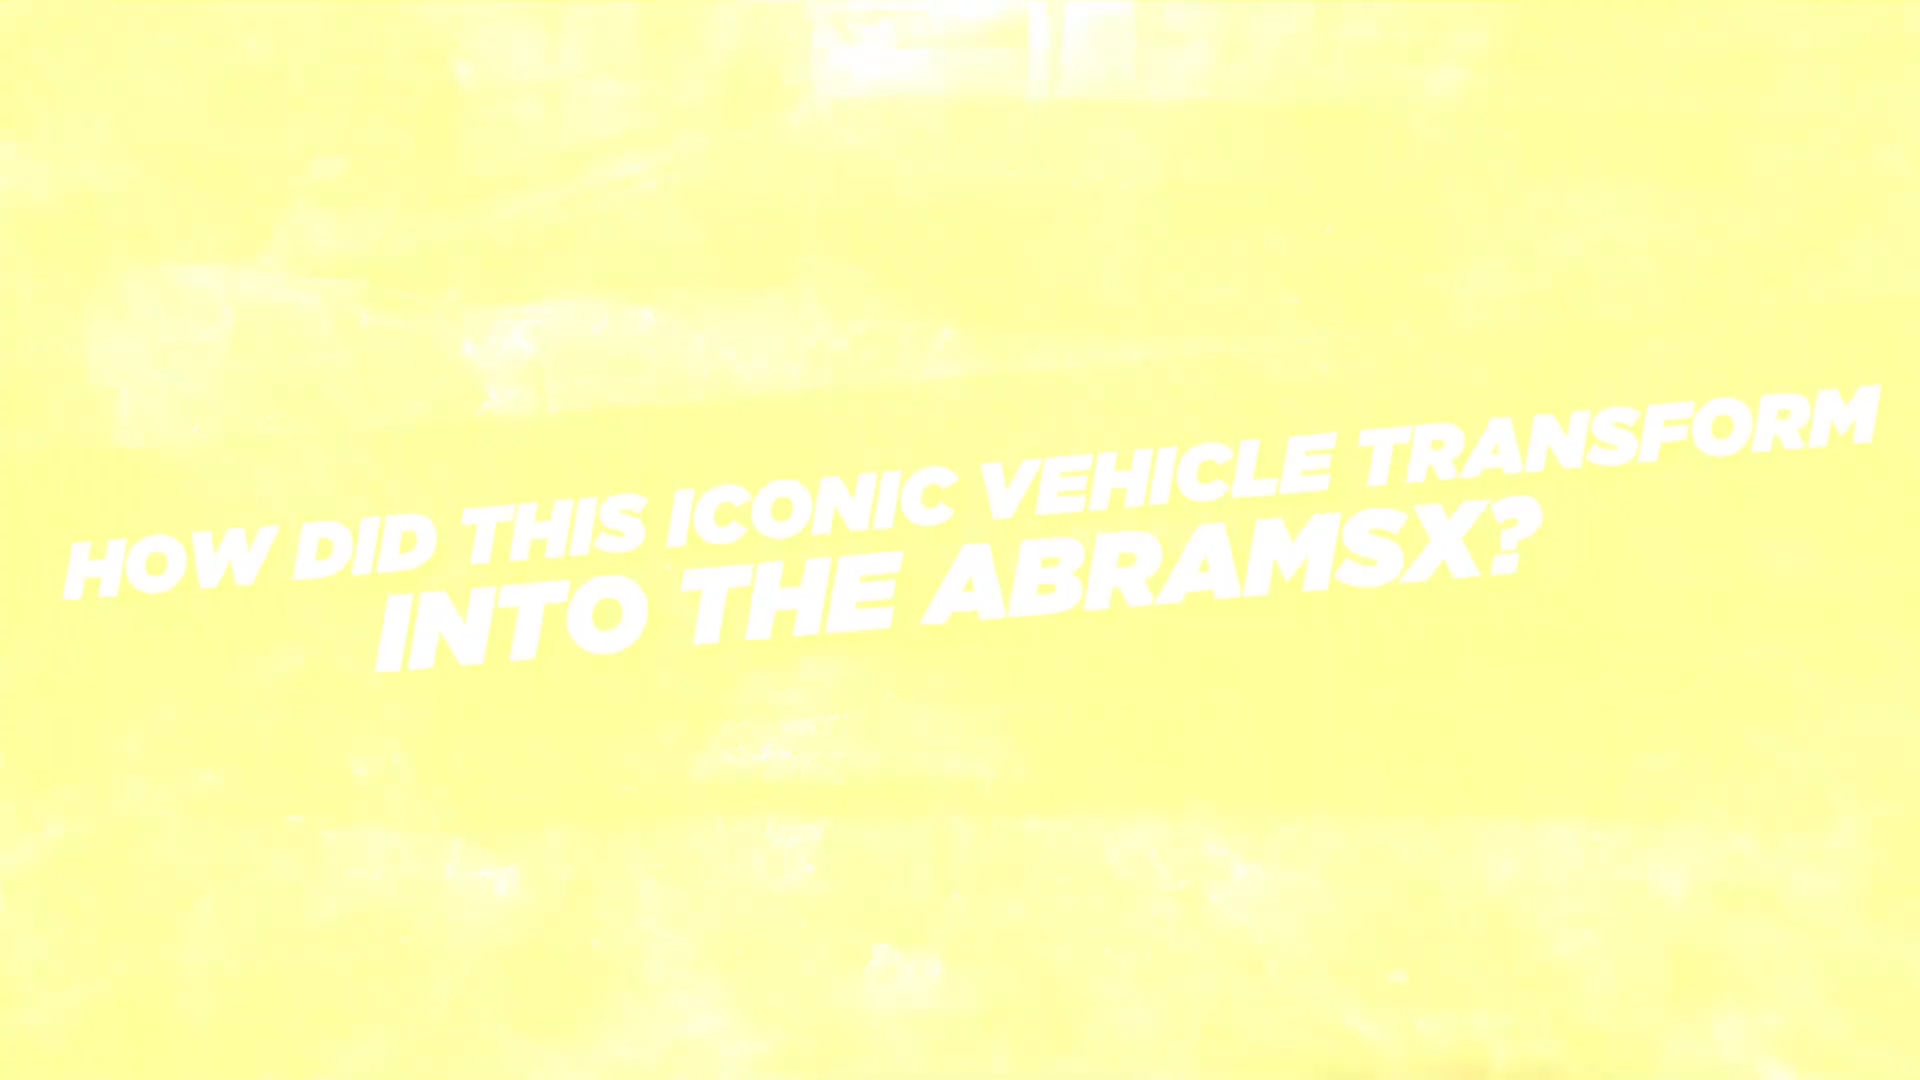 HOW DID THIS ICONIC VEHICLE TRANSFORM
INTO THE ABRAMSX?